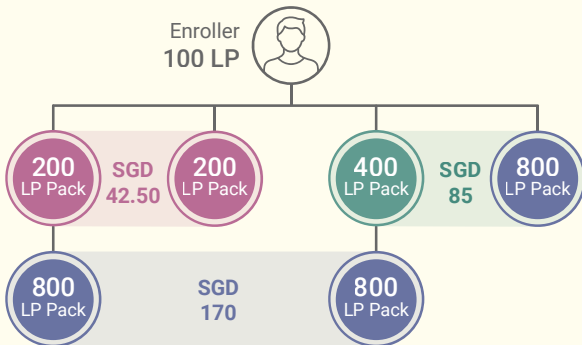 Enroller
100 LP
200
LP Pack
SGD
42.50
200
LP Pack
400
LP Pack
SGD
85
800
LP Pack
800
LP Pack
SGD
170
800
LP Pack